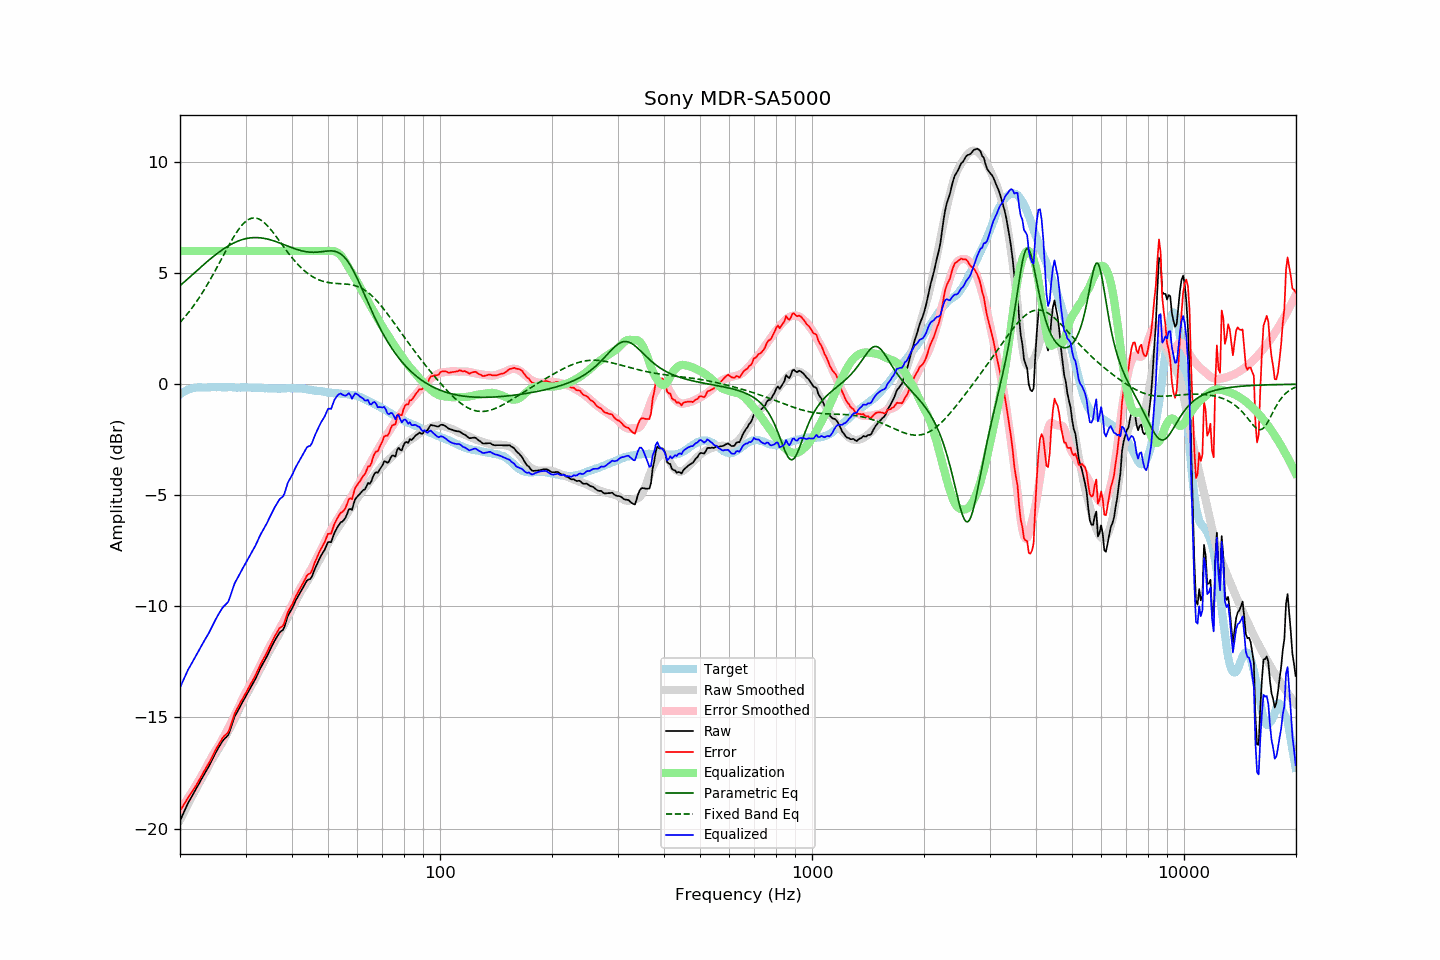 Sony MDR-SA5000
Amplitude (dBr)
10
5
0
−5
−10
−15
−20
Target
Raw Smoothed
Error Smoothed
Raw
Error
Equalization
Parametric Eq
Fixed Band Eq
Equalized
100 1000 10000
Frequency (Hz)